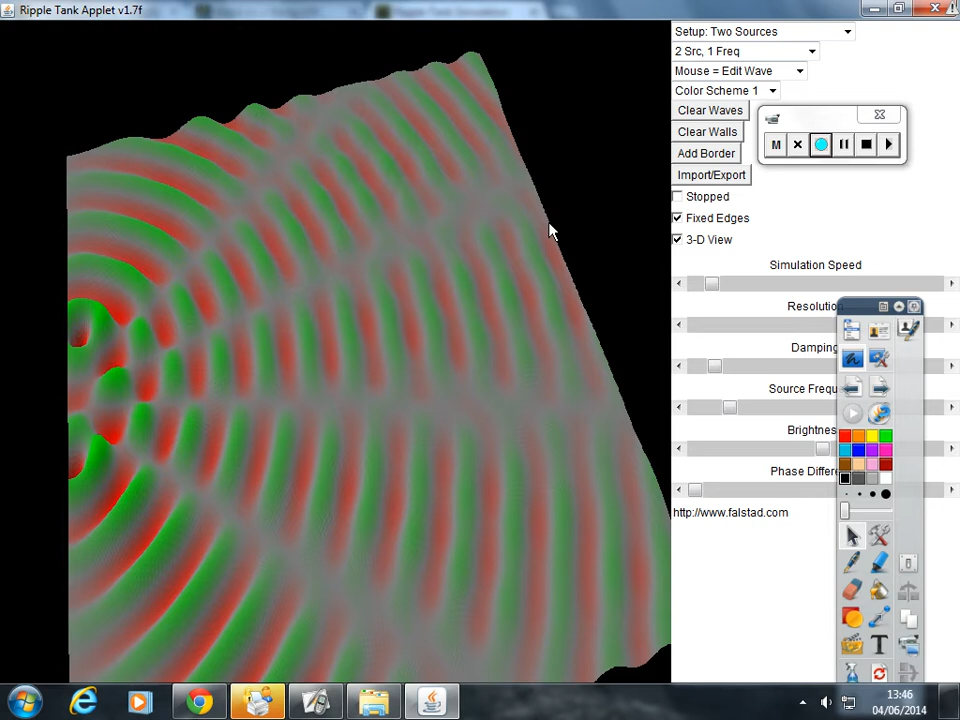 Ripple Tank Applet v1.7f
Setup: Two Sources
2 Src, 1 Freq
Mouse = Edit Wave
Color Scheme 1
Clear Waves
Clear Walls
M
Add Border
Import/Export
Stopped
Fixed Edges
3-D View
Simulation Speed
Resolution
Damping
Source Frequ
Brightnes
Phase Differe
http://www.falstad.com
T
13:46
04/06/2014